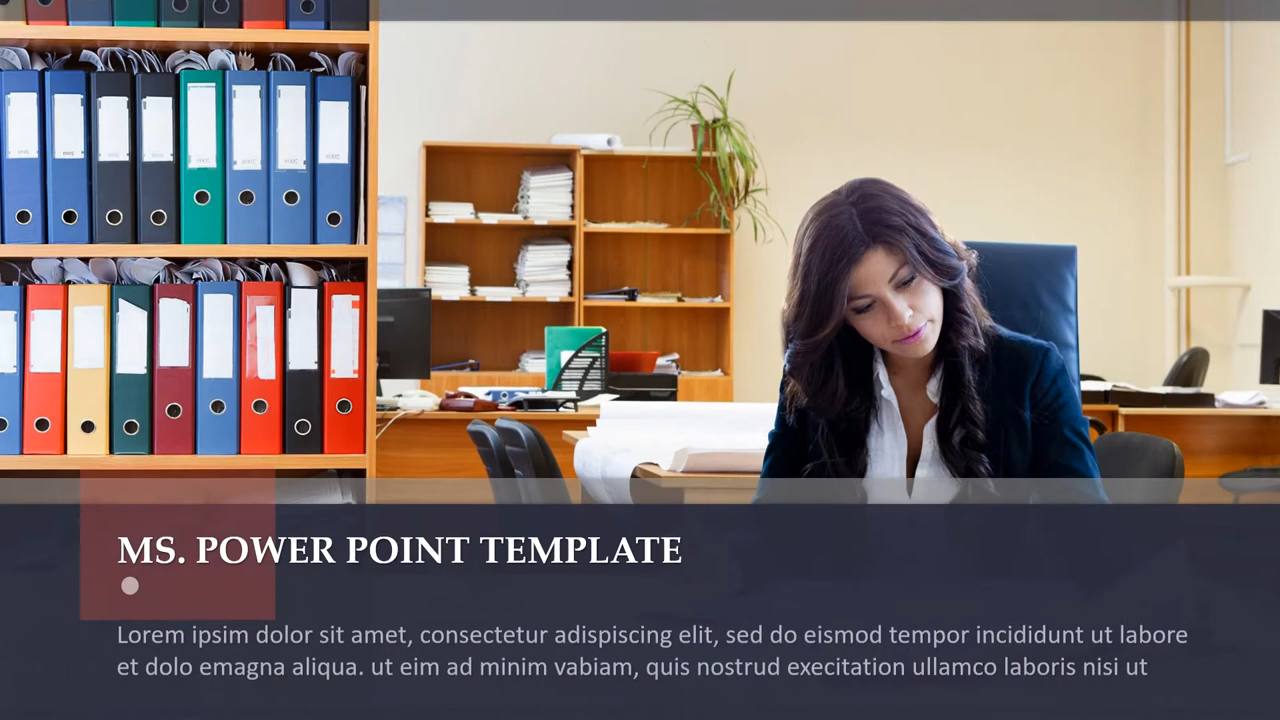 MS. POWER POINT TEMPLATE
Lorem ipsim dolor sit amet, consectetur adispiscing elit, sed do eismod tempor incididunt ut labore
et dolo emagna aliqua. ut eim ad minim vabiam, quis nostrud execitation ullamco laboris nisi ut